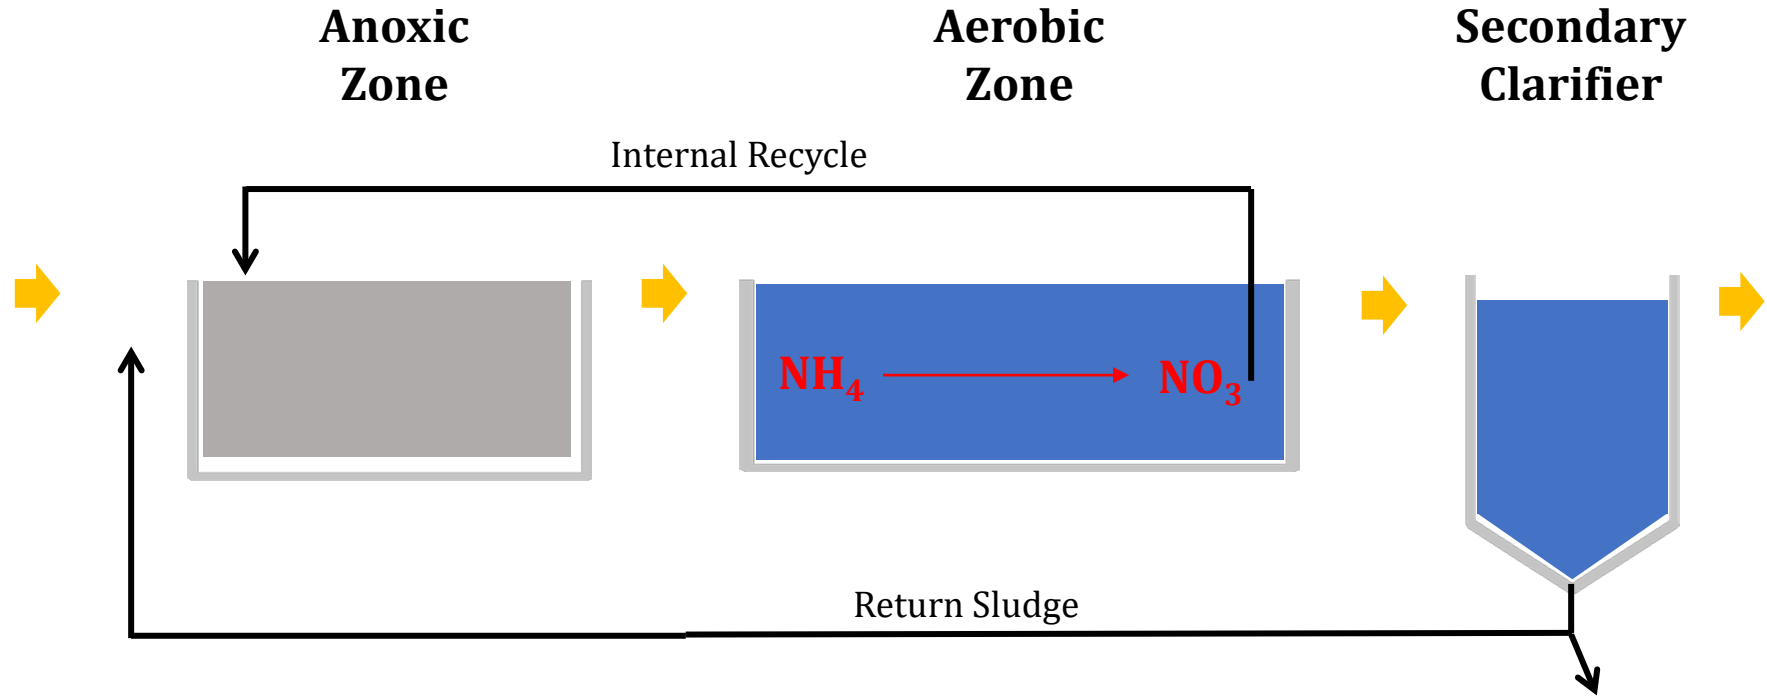 Anoxic
Zone
Aerobic
Zone
Secondary
Clarifier
Internal Recycle
NH₄
NO₃
Return Sludge